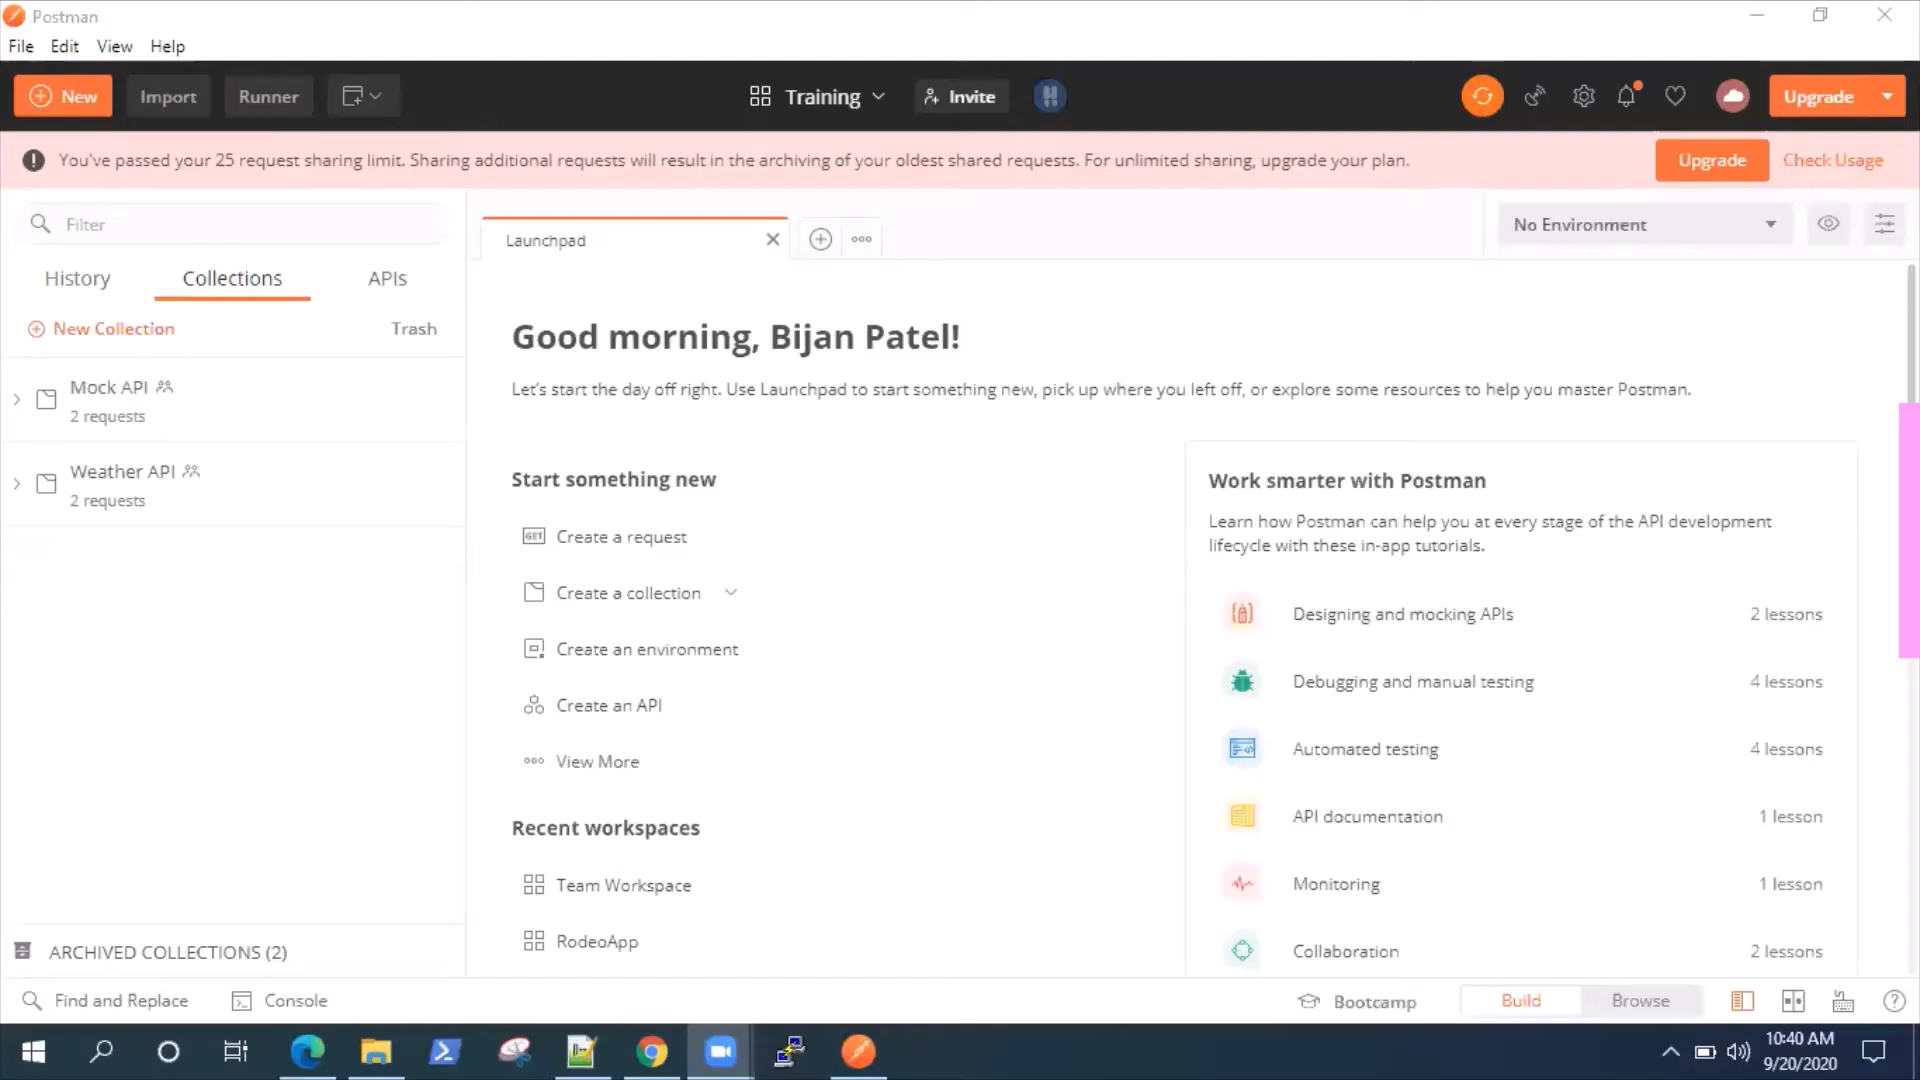 Postman
File Edit View Help
New Import Runner Training Invite Upgrade
You've passed your 25 request sharing limit. Sharing additional requests will result in the archiving of your oldest shared requests. For unlimited sharing, upgrade your plan. Upgrade Check Usage
Filter
Launchpad
No Environment
History Collections APIs
New Collection Trash
Mock API
2 requests
Weather API
2 requests
ARCHIVED COLLECTIONS (2)
Good morning, Bijan Patel!
Let's start the day off right. Use Launchpad to start something new, pick up where you left off, or explore some resources to help you master Postman.
Start something new
GET Create a request
Create a collection
Create an environment
Create an API
View More
Recent workspaces
Team Workspace
RodeoApp
Work smarter with Postman
Learn how Postman can help you at every stage of the API development
lifecycle with these in-app tutorials.
Designing and mocking APIs 2 lessons
Debugging and manual testing 4 lessons
Automated testing 4 lessons
API documentation 1 lesson
Monitoring 1 lesson
Collaboration 2 lessons
Find and Replace Console Bootcamp Build Browse
10:40 AM
9/20/2020